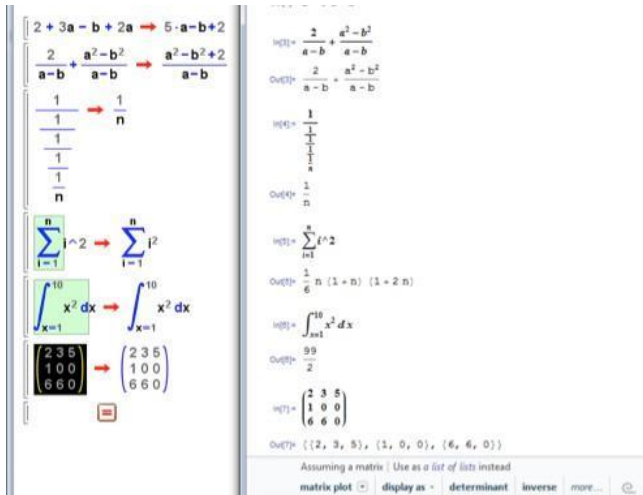 2 + 3a − b + 2a → 5·a−b+2
2/(a−b) + (a²−b²)/(a−b) → (a²−b²+2)/(a−b)
1/(1/(1/(1/(1/n)))) → 1/n
∑_{i=1}^{n} i^2 → ∑_{i=1}^{n} i²
∫_{x=1}^{10} x² dx → ∫_{x=1}^{10} x² dx
(2 3 5 → (2 3 5
1 0 0 1 0 0
6 6 0) 6 6 0)
=
In[3]:= 2/(a−b) + (a²−b²)/(a−b)
Out[3]= 2/(a−b) + (a²−b²)/(a−b)
In[4]:= 1/(1/(1/(1/(1/n))))
Out[4]= 1/n
In[5]:= ∑_{i=1}^{n} i^2
Out[5]= 1/6 n (1 + n) (1 + 2 n)
In[6]:= ∫_{x=1}^{10} x² dx
Out[6]= 99/2
In[7]:= (2 3 5
1 0 0
6 6 0)
Out[7]= {{2, 3, 5}, {1, 0, 0}, {6, 6, 0}}
Assuming a matrix | Use as a list of lists instead
matrix plot display as determinant inverse more...